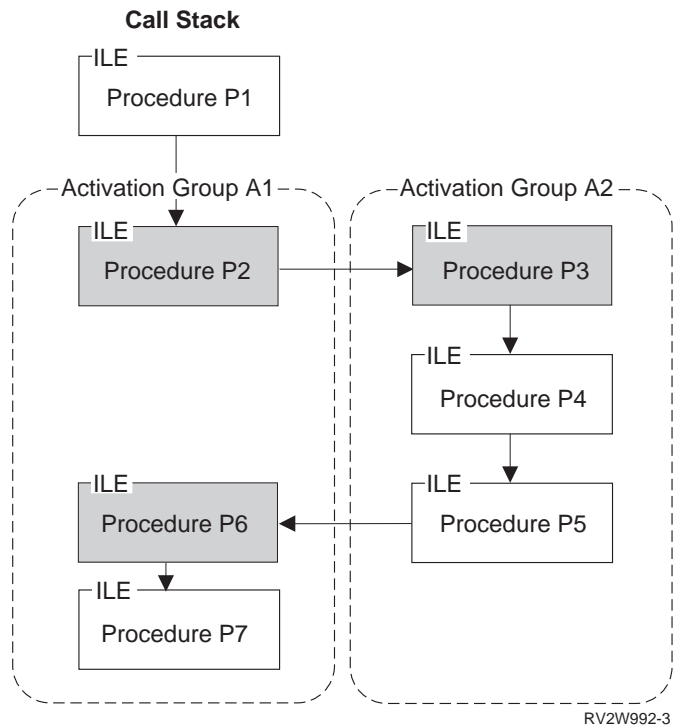 Call Stack
ILE
Procedure P1
Activation Group A1
Activation Group A2
ILE
Procedure P2
ILE
Procedure P3
ILE
Procedure P4
ILE
Procedure P6
ILE
Procedure P5
ILE
Procedure P7
RV2W992-3